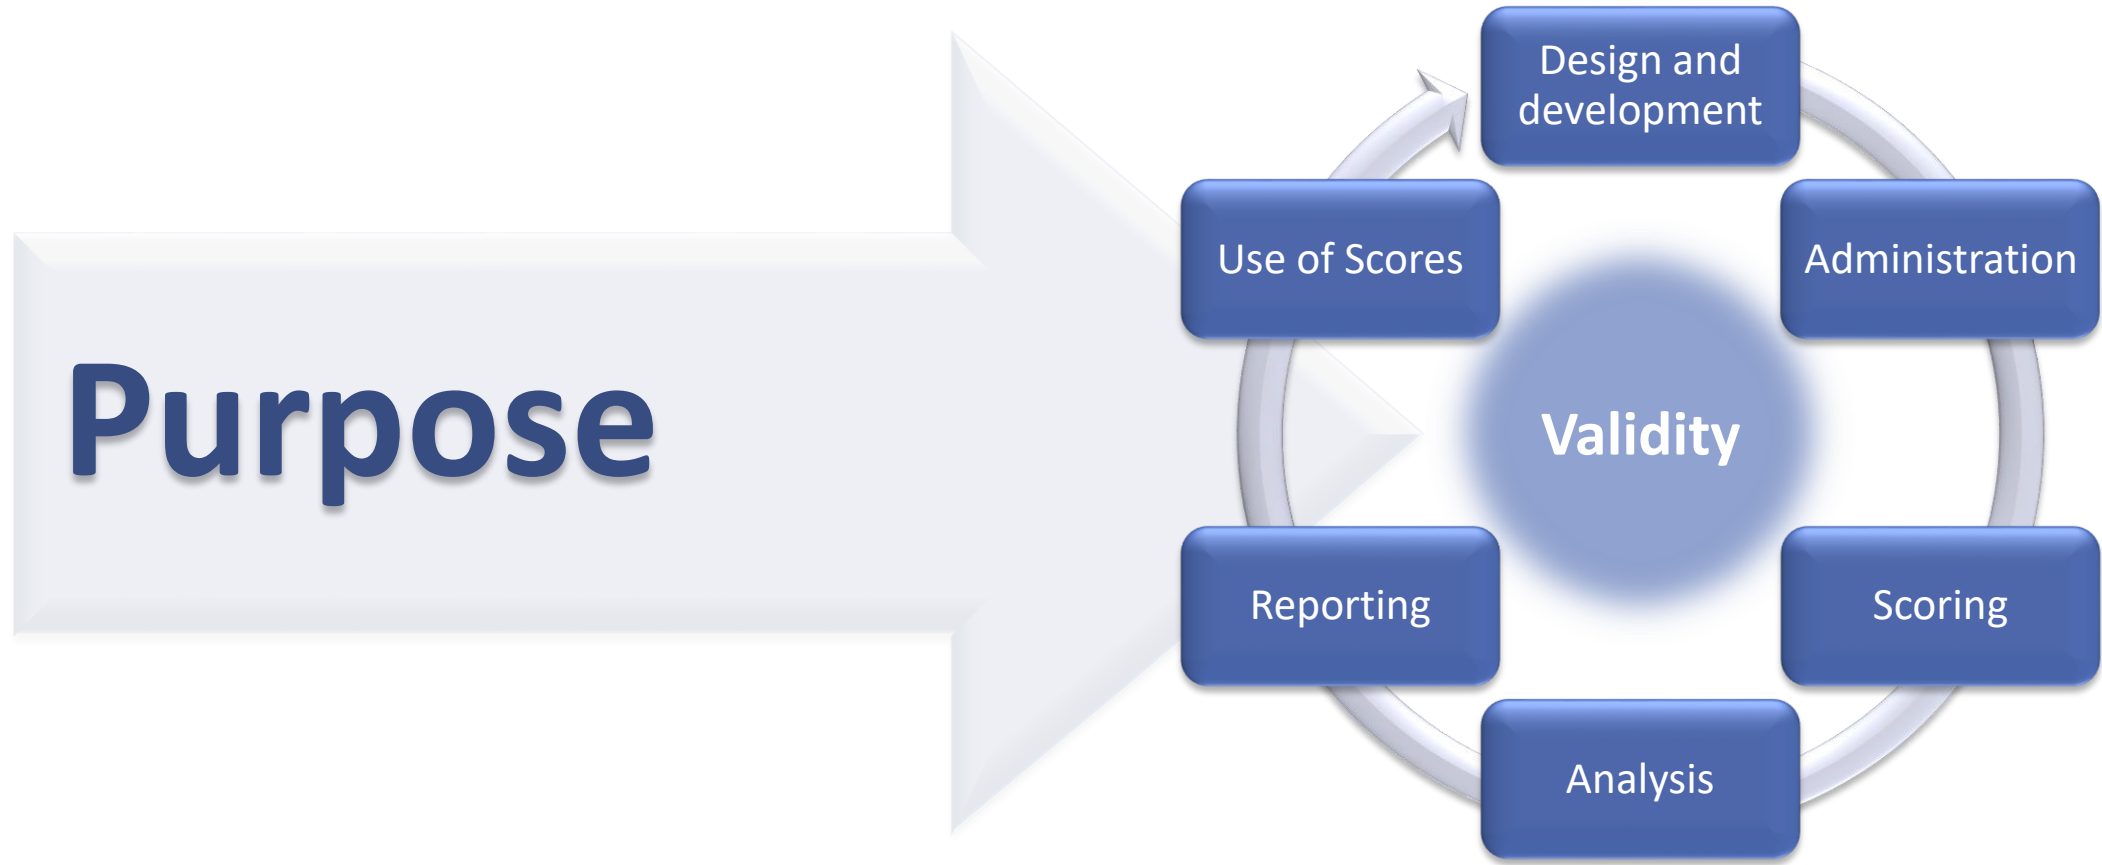 Purpose
Design and
development
Administration
Scoring
Analysis
Reporting
Use of Scores
Validity